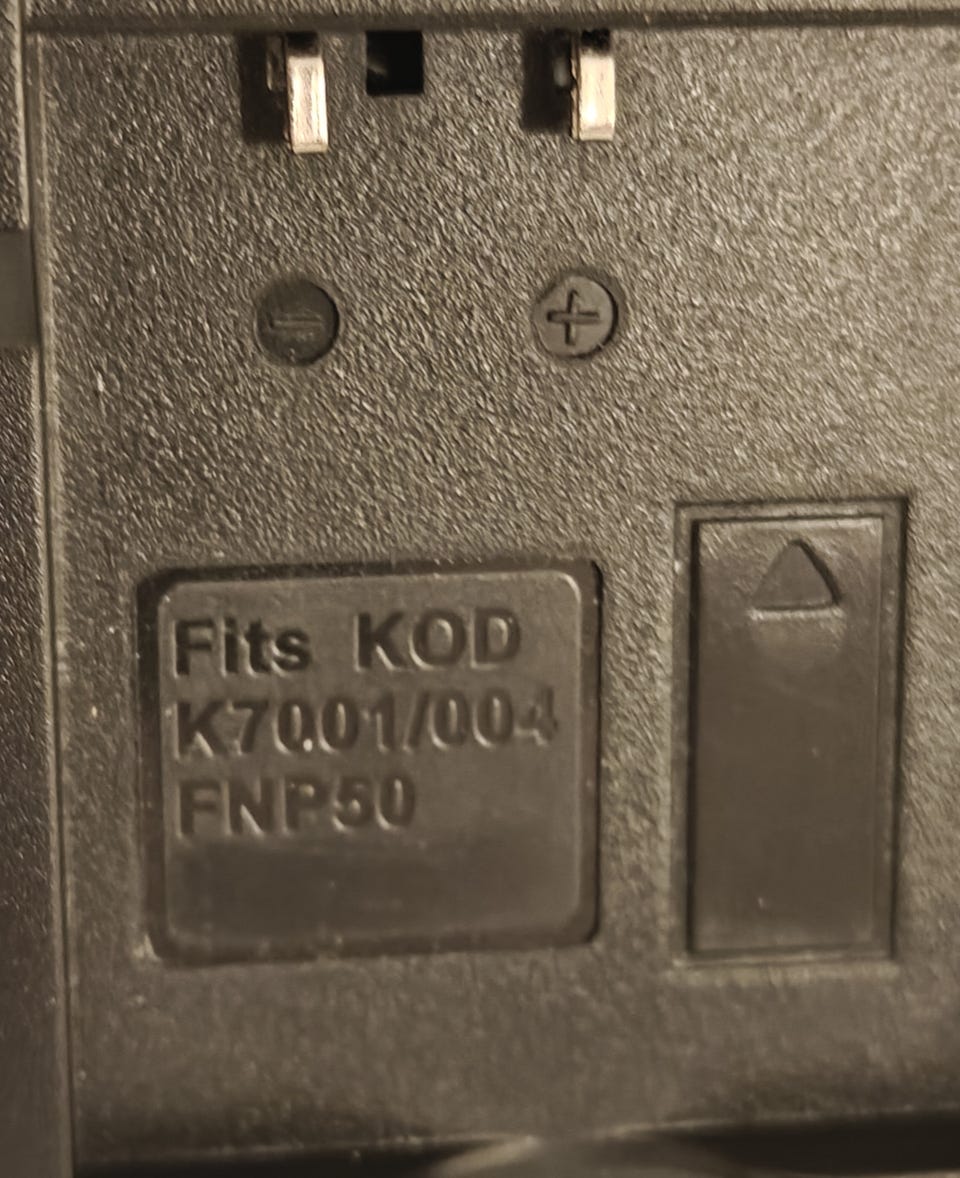 Fits KOD
K7001/004
FNP50